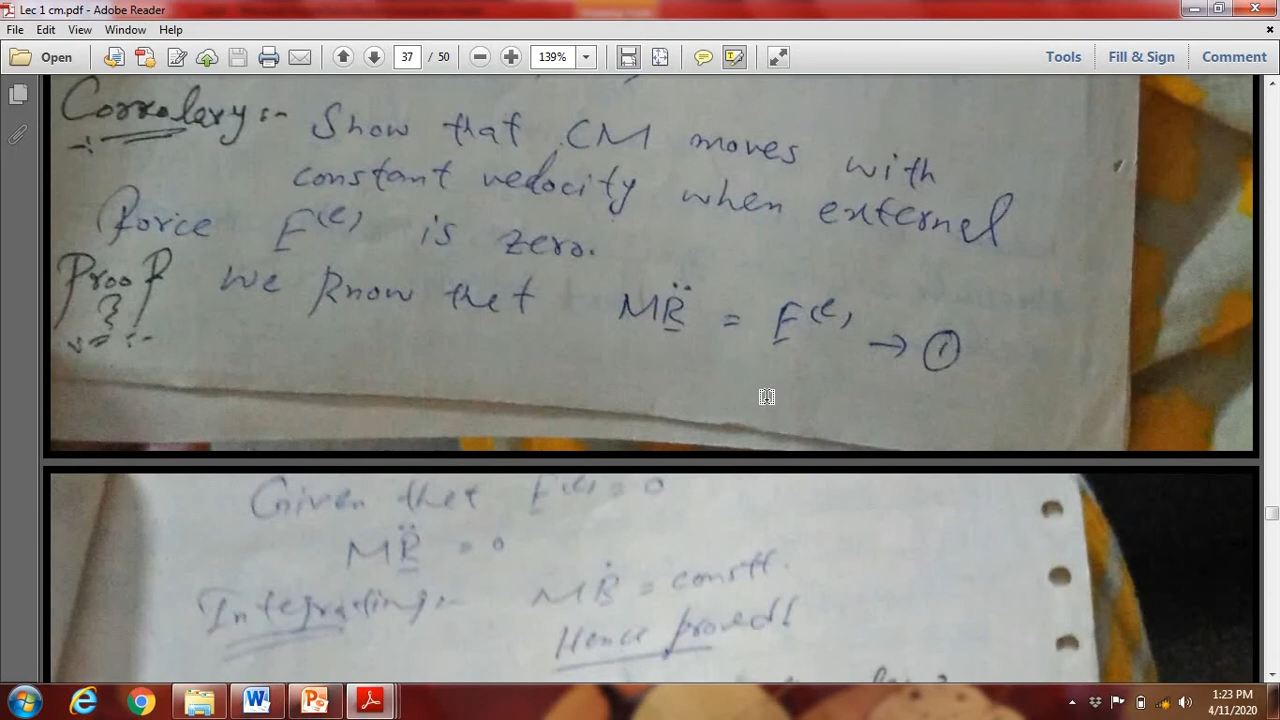 Lec 1 cm.pdf - Adobe Reader
File Edit View Window Help
Open 37 / 50 139% Tools Fill & Sign Comment
Corrolary :- Show that CM moves with
constant velocity when external
force F(e) is zero.
Proof We know that MR̈ = F(e) → ①
Given that F(e) = 0
MR̈ = 0
Integrating:- MṘ = constt.
Hence proved!
1:23 PM
4/11/2020